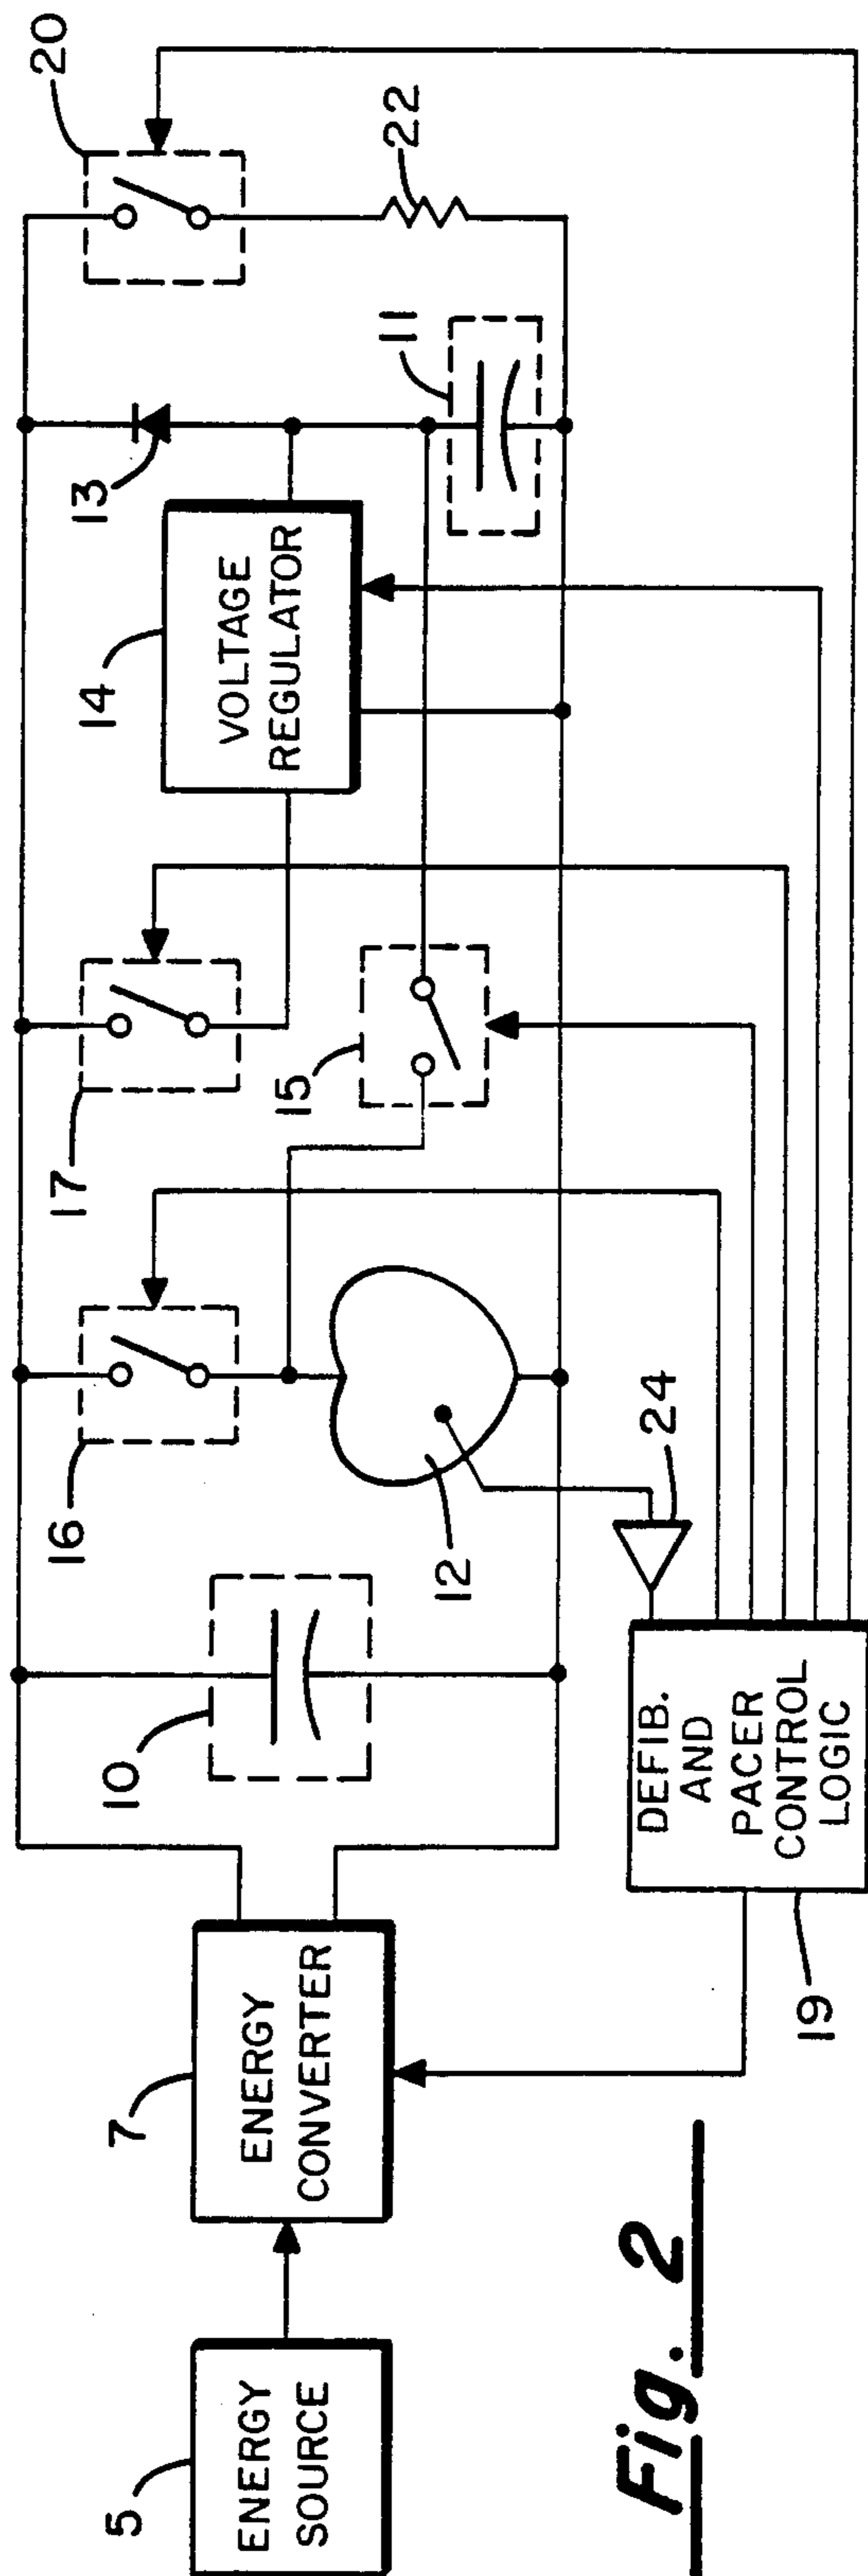 20
22
11
13
VOLTAGE
REGULATOR
14
17
15
16
12
24
10
DEFIB.
AND
PACER
CONTROL
LOGIC
19
ENERGY
CONVERTER
7
ENERGY
SOURCE
5
Fig. 2